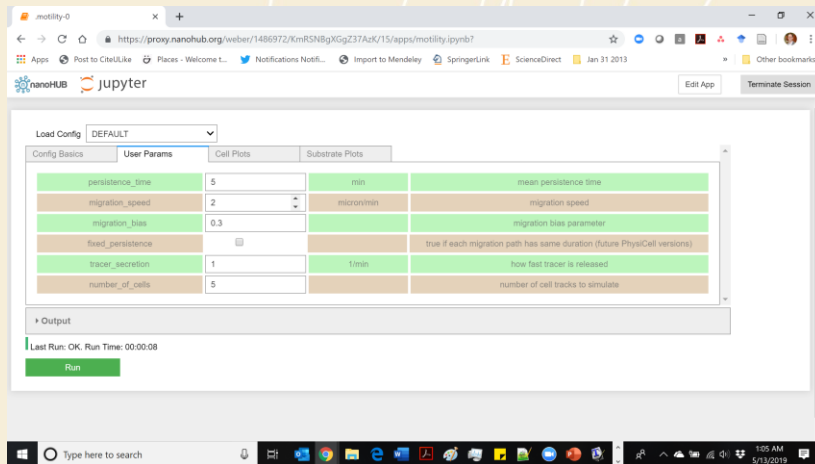 .motility-0
https://proxy.nanohub.org/weber/1486972/KmRSNBgXGgZ37AzK/15/apps/motility.ipynb?
Apps Post to CiteULike Places - Welcome t... Notifications Notifi... Import to Mendeley SpringerLink ScienceDirect Jan 31 2013 » Other bookmarks
nanoHUB jupyter Edit App Terminate Session
Load Config DEFAULT
Config Basics User Params Cell Plots Substrate Plots
persistence_time 5 min mean persistence time
migration_speed 2 micron/min migration speed
migration_bias 0.3 migration bias parameter
fixed_persistence true if each migration path has same duration (future PhysiCell versions)
tracer_secretion 1 1/min how fast tracer is released
number_of_cells 5 number of cell tracks to simulate
Output
Last Run: OK. Run Time: 00:00:08
Run
Type here to search
1:05 AM
5/13/2019